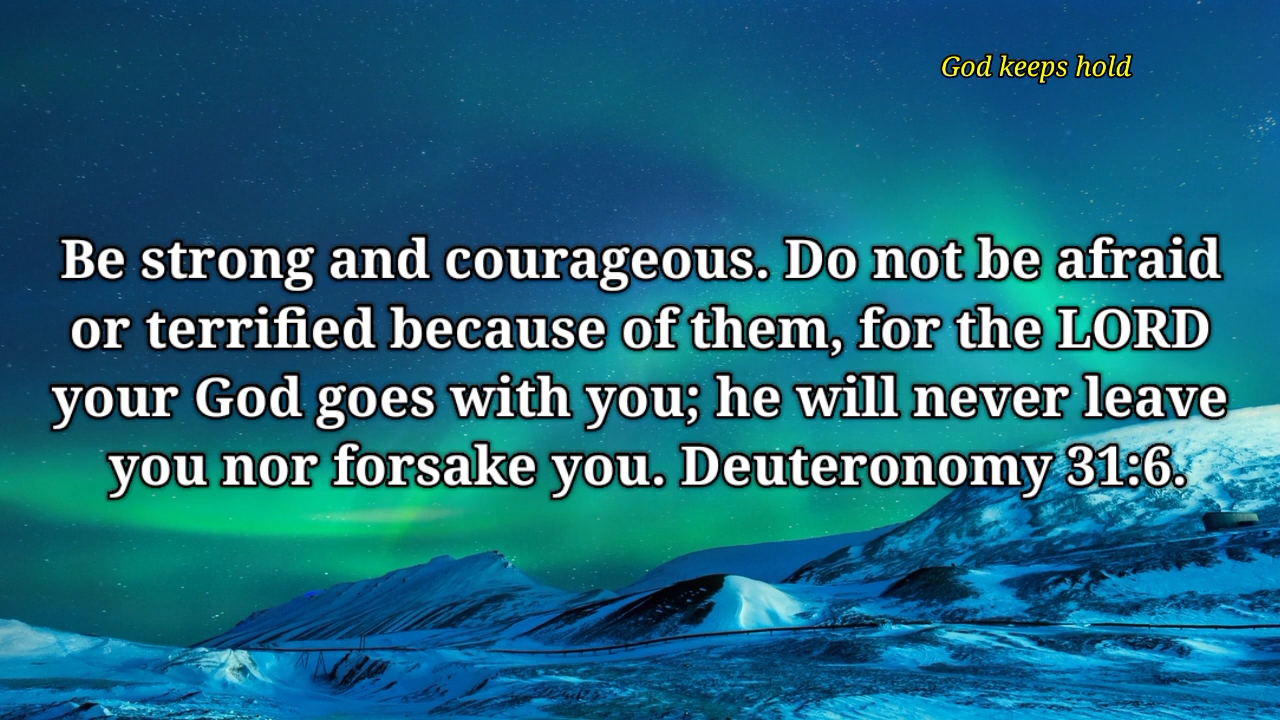 God keeps hold
Be strong and courageous. Do not be afraid
or terrified because of them, for the LORD
your God goes with you; he will never leave
you nor forsake you. Deuteronomy 31:6.